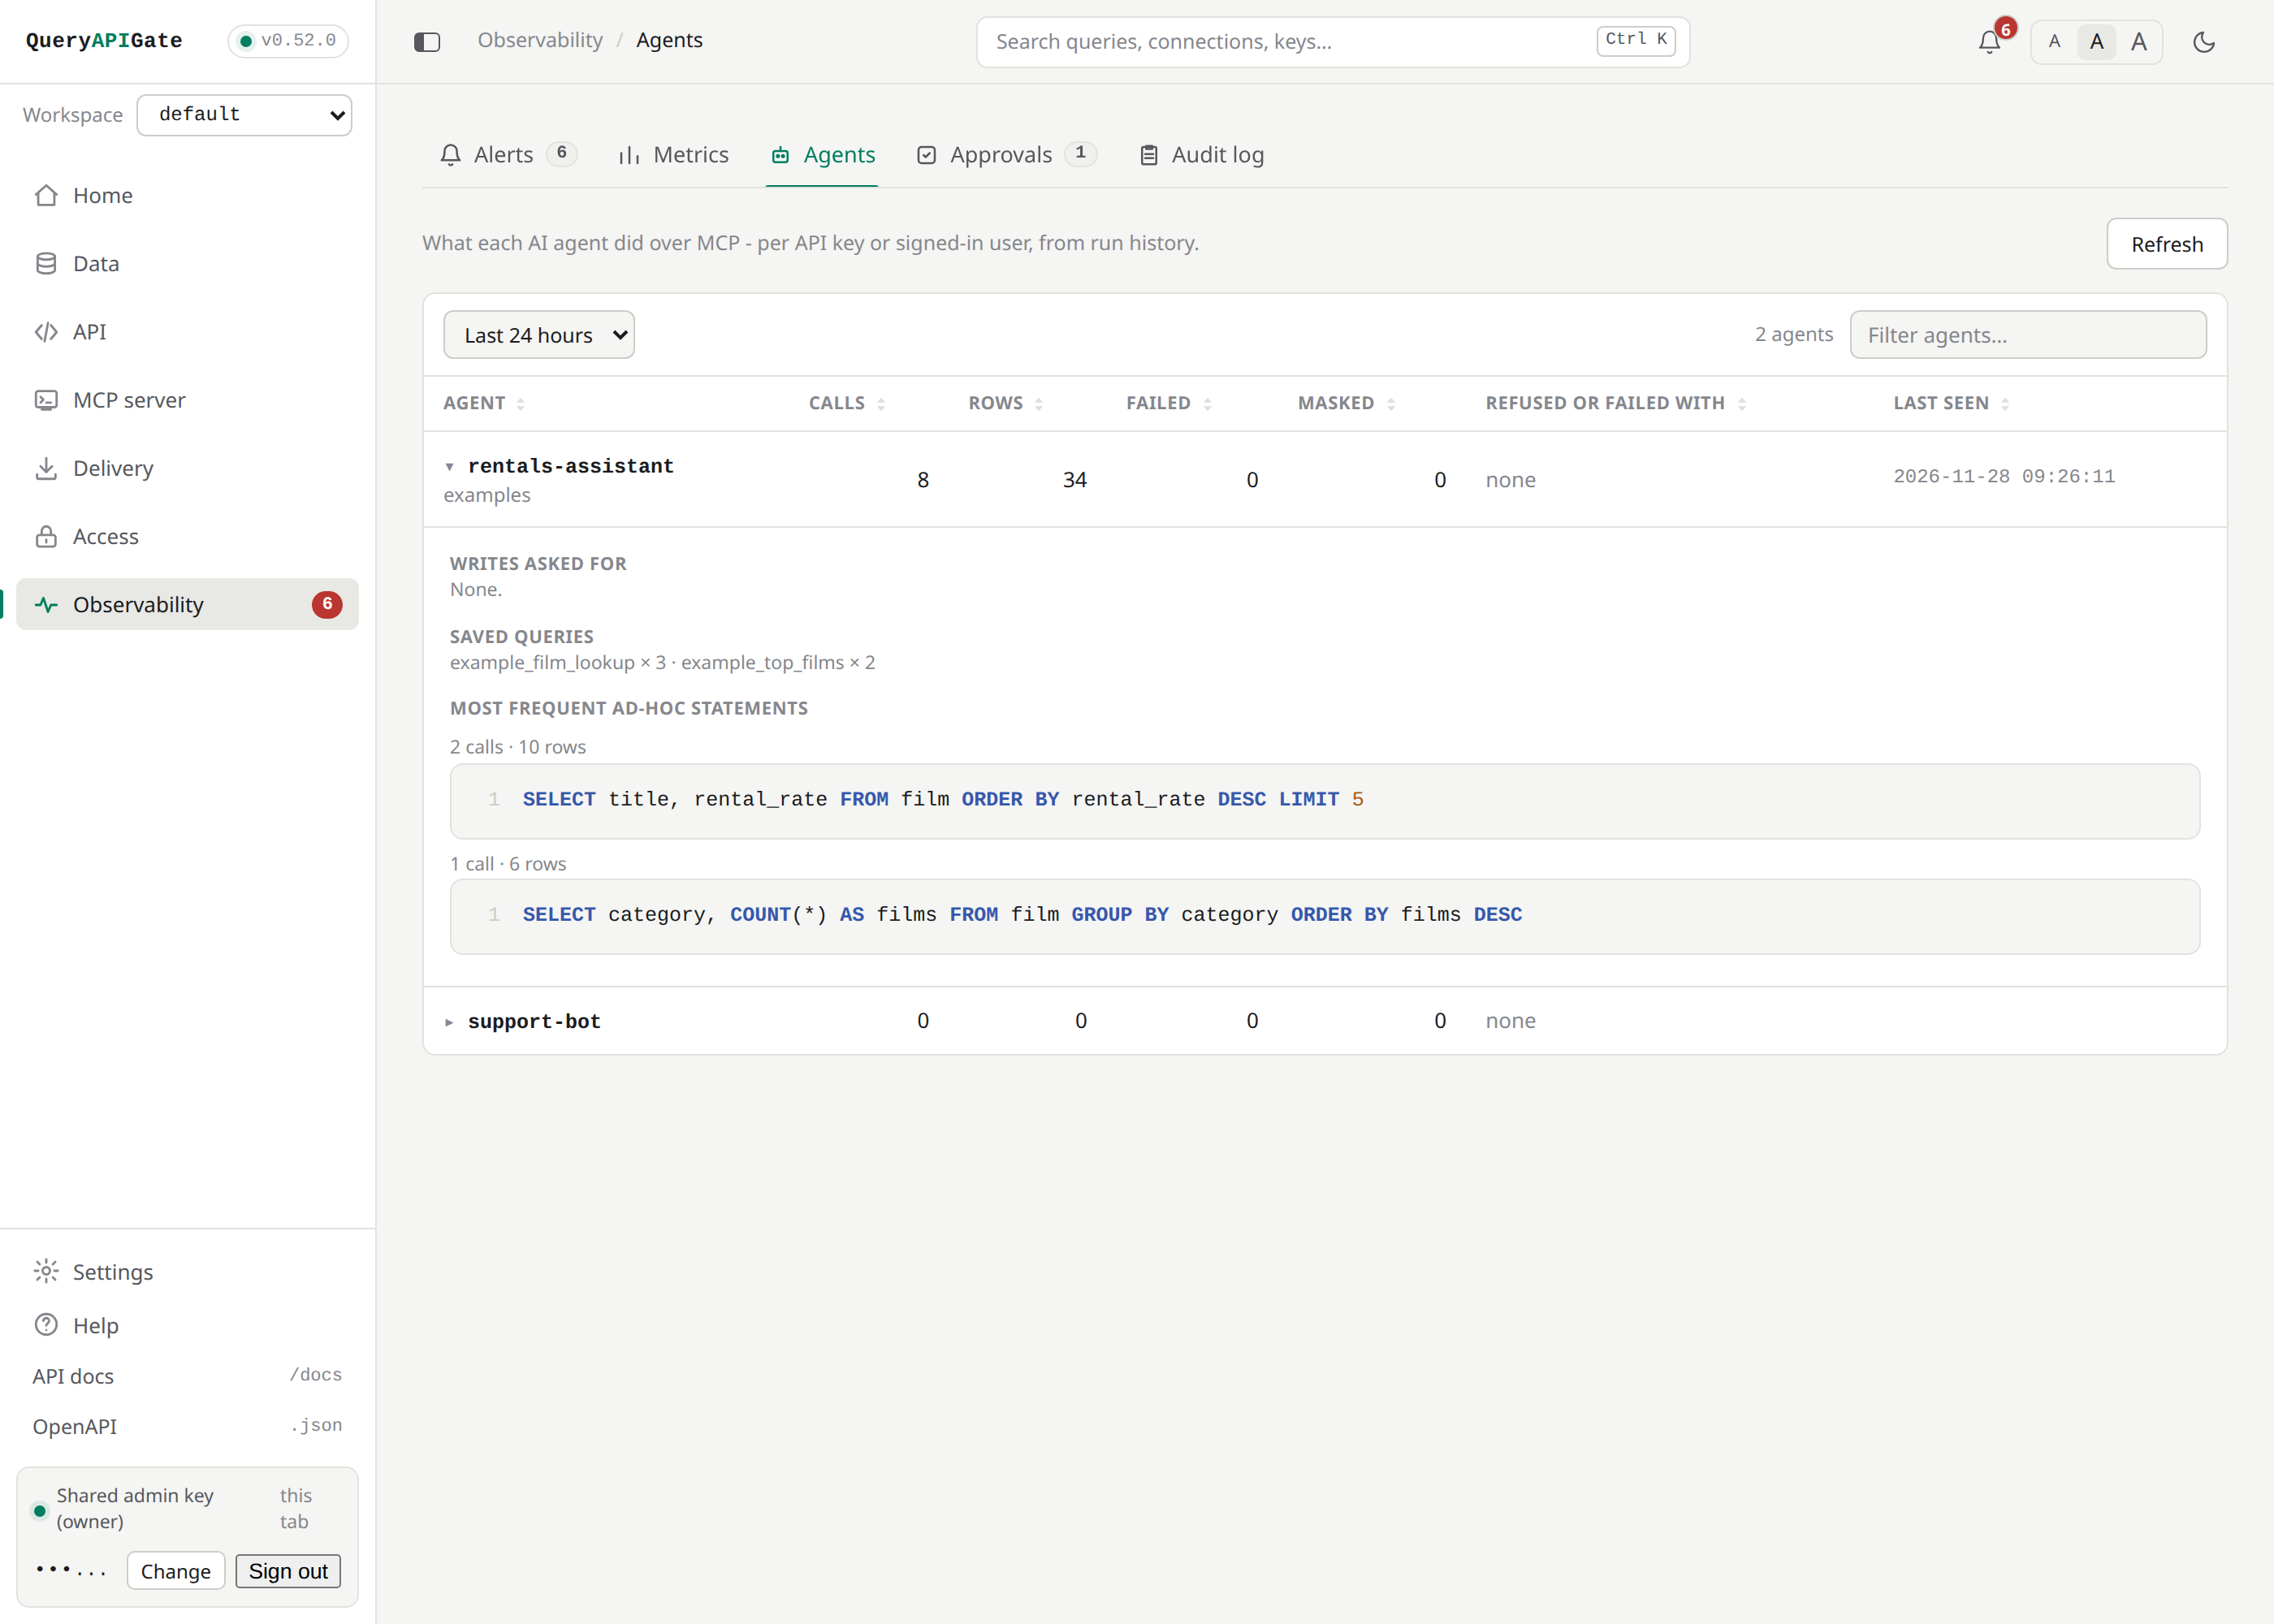 QueryAPIGate
v0.52.0
Observability / Agents
Search queries, connections, keys...
Ctrl K
6
A A A
Workspace
default
Home
Data
API
MCP server
Delivery
Access
Observability
6
Alerts 6
Metrics
Agents
Approvals 1
Audit log
What each AI agent did over MCP - per API key or signed-in user, from run history.
Refresh
Last 24 hours
2 agents
Filter agents...
AGENT CALLS ROWS FAILED MASKED REFUSED OR FAILED WITH LAST SEEN
rentals-assistant
examples
8 34 0 0 none 2026-11-28 09:26:11
WRITES ASKED FOR
None.
SAVED QUERIES
example_film_lookup × 3 · example_top_films × 2
MOST FREQUENT AD-HOC STATEMENTS
2 calls · 10 rows
1 SELECT title, rental_rate FROM film ORDER BY rental_rate DESC LIMIT 5
1 call · 6 rows
1 SELECT category, COUNT(*) AS films FROM film GROUP BY category ORDER BY films DESC
support-bot 0 0 0 0 none
Settings
Help
API docs /docs
OpenAPI .json
Shared admin key (owner)
this tab
Change
Sign out